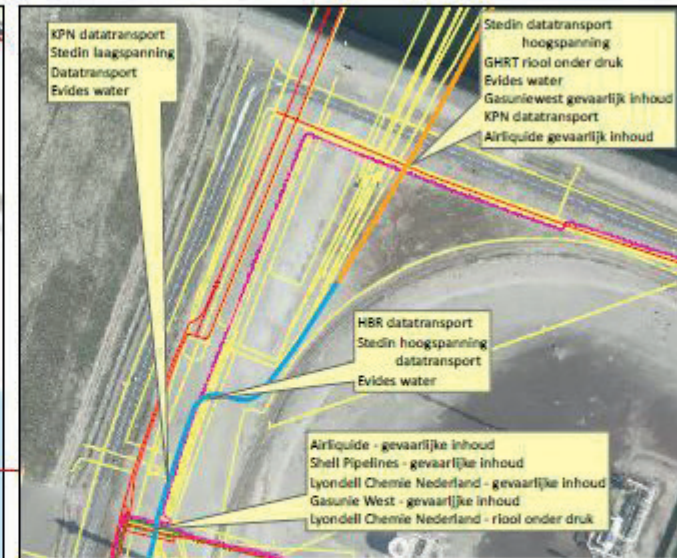 KPN datatransport
Stedin laagspanning
Datatransport
Evides water
Stedin datatransport
hoogspanning
GHRT riool onder druk
Evides water
Gasuniewest gevaarlijk inhoud
KPN datatransport
Airliquide gevaarlijk inhoud
HBR datatransport
Stedin hoogspanning
datatransport
Evides water
Airliquide - gevaarlijke inhoud
Shell Pipelines - gevaarlijke inhoud
Lyondell Chemie Nederland - gevaarlijke inhoud
Gasunie West - gevaarlijke inhoud
Lyondell Chemie Nederland - riool onder druk